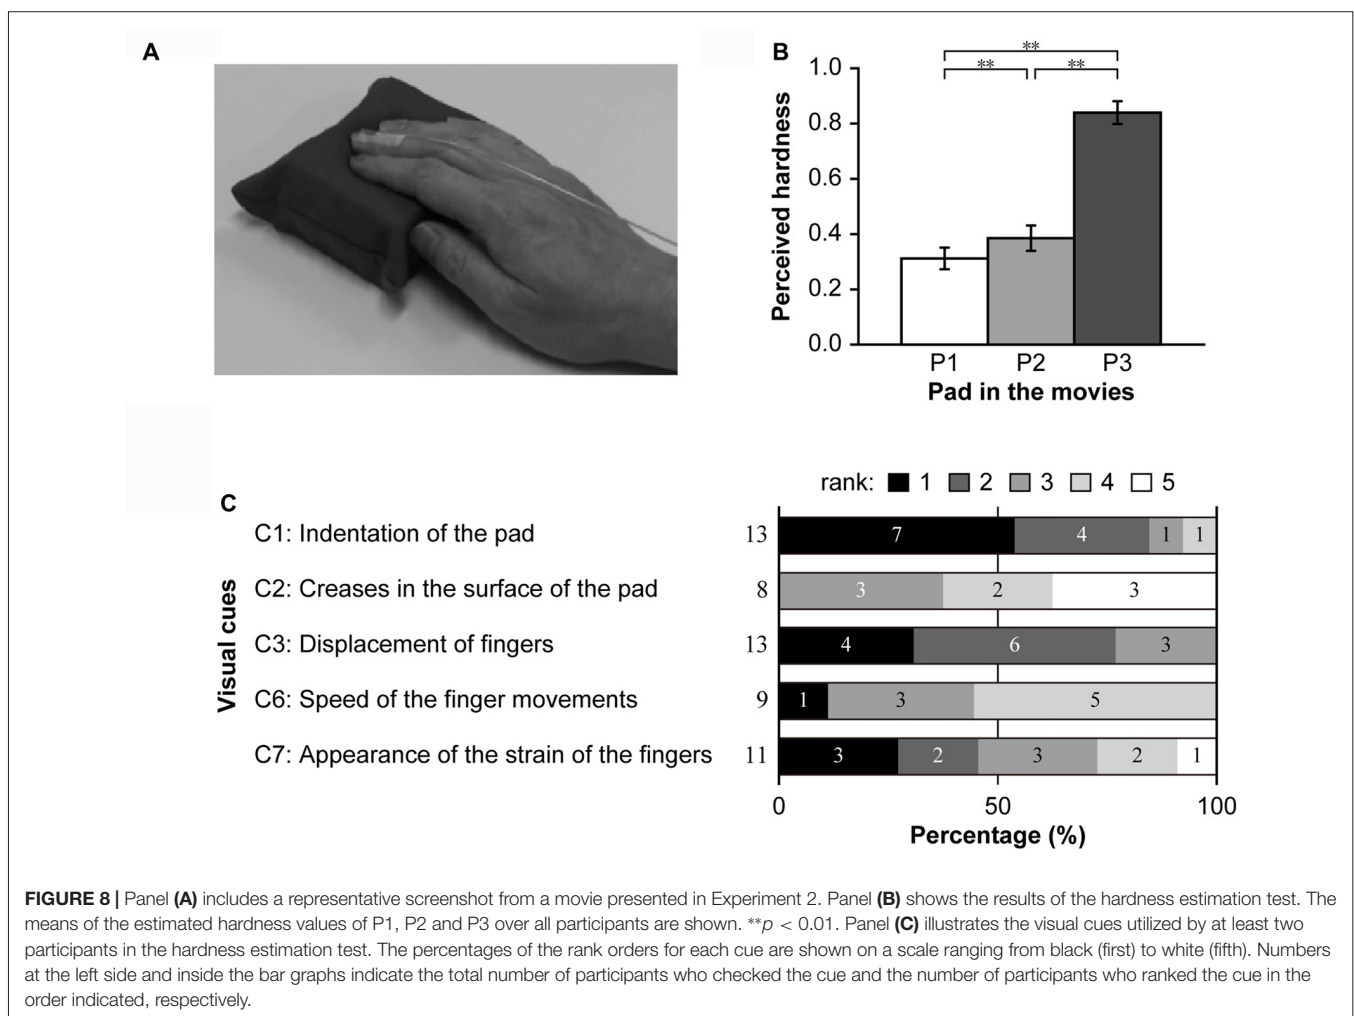 A
B
**
** **
1.0
0.8
0.6
0.4
0.2
0.0
Perceived hardness
P1 P2 P3
Pad in the movies
C
rank: 1 2 3 4 5
Visual cues
C1: Indentation of the pad 13 7 4 1 1
C2: Creases in the surface of the pad 8 3 2 3
C3: Displacement of fingers 13 4 6 3
C6: Speed of the finger movements 9 1 3 5
C7: Appearance of the strain of the fingers 11 3 2 3 2 1
0 50 100
Percentage (%)
FIGURE 8 | Panel (A) includes a representative screenshot from a movie presented in Experiment 2. Panel (B) shows the results of the hardness estimation test. The
means of the estimated hardness values of P1, P2 and P3 over all participants are shown. **p < 0.01. Panel (C) illustrates the visual cues utilized by at least two
participants in the hardness estimation test. The percentages of the rank orders for each cue are shown on a scale ranging from black (first) to white (fifth). Numbers
at the left side and inside the bar graphs indicate the total number of participants who checked the cue and the number of participants who ranked the cue in the
order indicated, respectively.